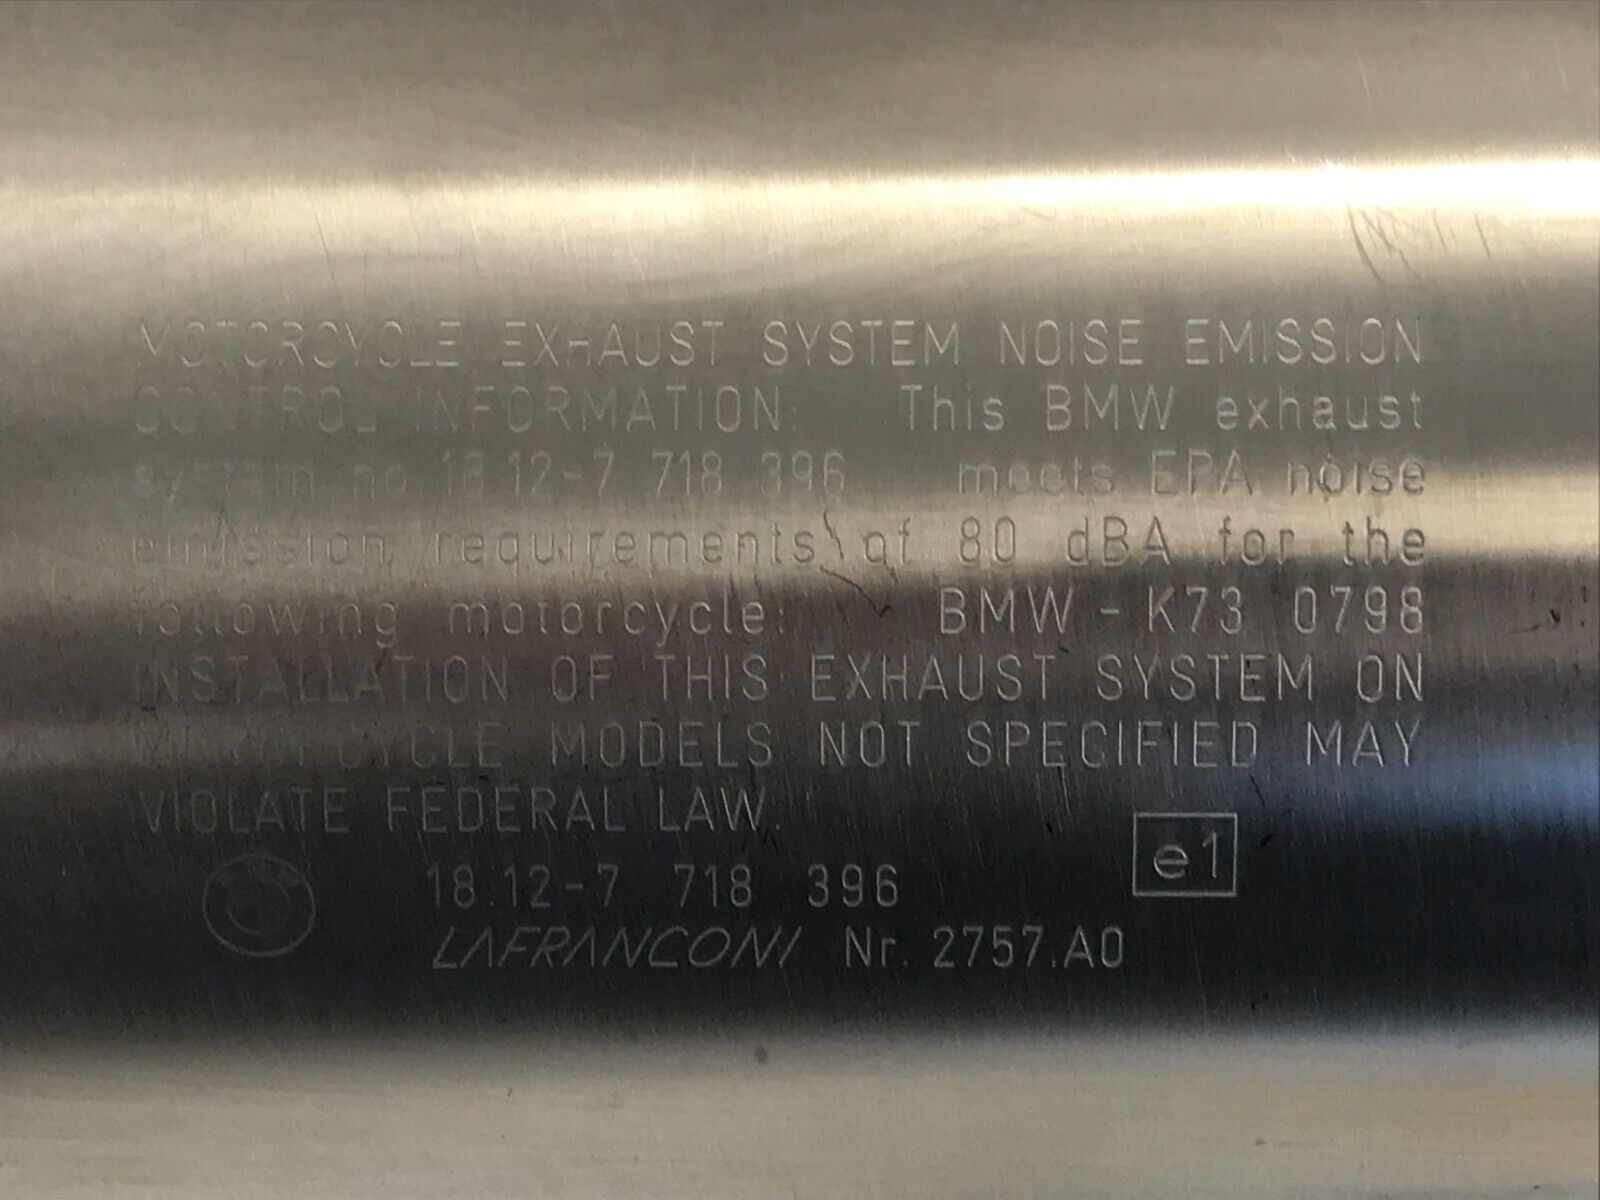 MOTORCYCLE EXHAUST SYSTEM NOISE EMISSION
CONTROL INFORMATION: This BMW exhaust
system no 18.12-7 718 396 meets EPA noise
emission requirements of 80 dBA for the
following motorcycle: BMW - K73 0798
INSTALLATION OF THIS EXHAUST SYSTEM ON
MOTORCYCLE MODELS NOT SPECIFIED MAY
VIOLATE FEDERAL LAW.
e1
BMW
18.12-7 718 396
LAFRANCONI Nr. 2757.A0